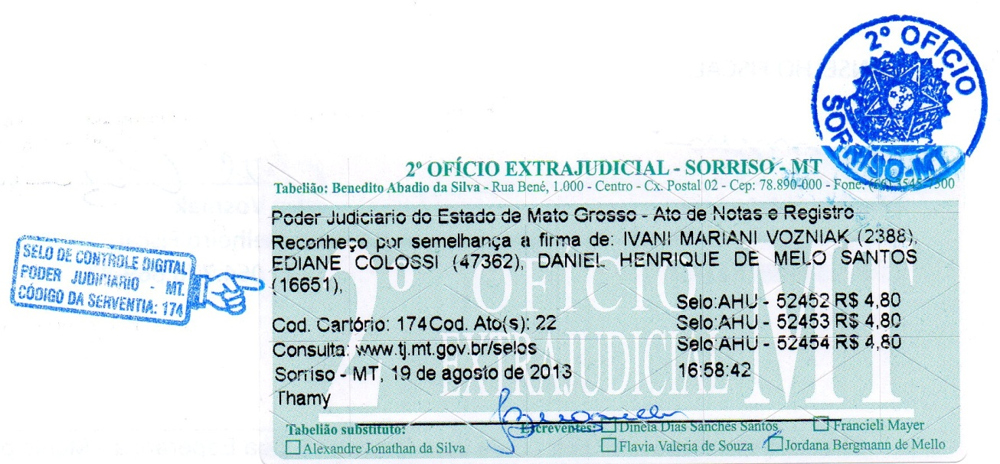 2º OFÍCIO
SORRISO-MT
2º OFÍCIO EXTRAJUDICIAL - SORRISO - MT
Tabelião: Benedito Abadio da Silva - Rua Bené, 1.000 - Centro - Cx. Postal 02 - Cep: 78.890-000 - Fone:
Poder Judiciario do Estado de Mato Grosso - Ato de Notas e Registro
Reconheço por semelhança a firma de: IVANI MARIANI VOZNIAK (2388),
EDIANE COLOSSI (47362), DANIEL HENRIQUE DE MELO SANTOS
(16651),
Selo:AHU - 52452 R$ 4,80
Cod. Cartório: 174Cod. Ato(s): 22 Selo:AHU - 52453 R$ 4,80
Consulta: www.tj.mt.gov.br/selos Selo:AHU - 52454 R$ 4,80
Sorriso - MT, 19 de agosto de 2013 16:58:42
Thamy
Tabelião substituto: Escreventes: Dineia Dias Sanches Santos Francieli Mayer
Alexandre Jonathan da Silva Flavia Valeria de Souza Jordana Bergmann de Mello
SELO DE CONTROLE DIGITAL
PODER JUDICIARIO - MT.
CÓDIGO DA SERVENTIA: 174
2º OFÍCIO
EXTRAJUDICIAL MT